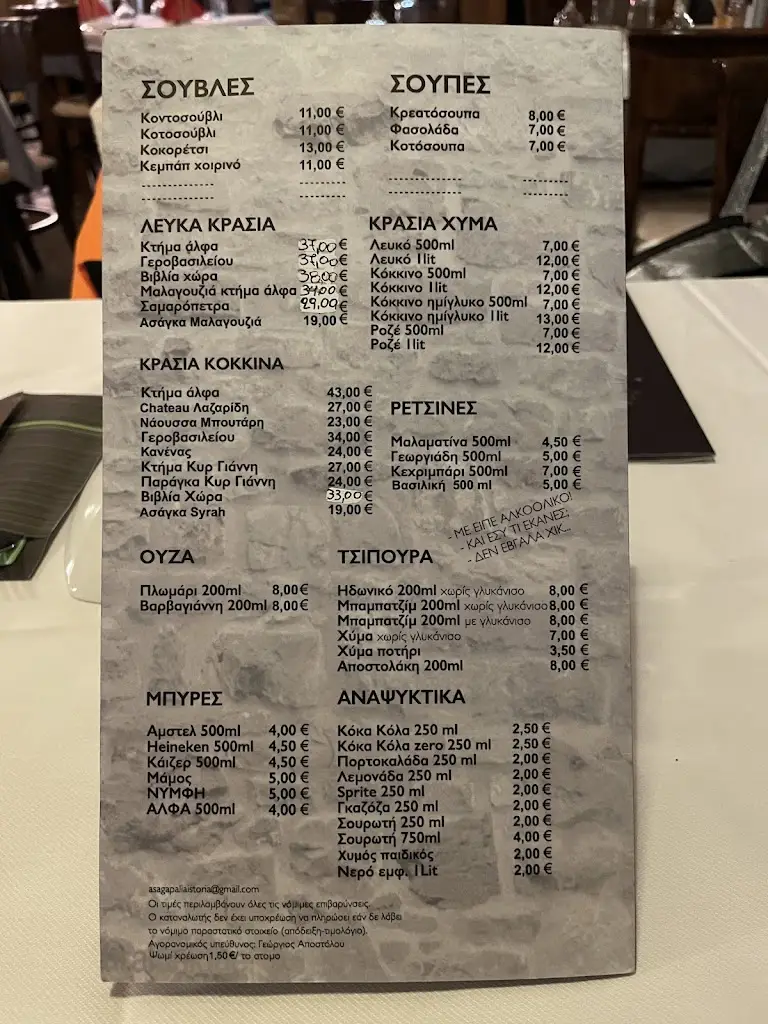 ΣΟΥΒΛΕΣ
Κοντοσούβλι 11,00 €
Κοτοσούβλι 11,00 €
Κοκορέτσι 13,00 €
Κεμπάπ χοιρινό 11,00 €
ΣΟΥΠΕΣ
Κρεατόσουπα 8,00 €
Φασολάδα 7,00 €
Κοτόσουπα 7,00 €
ΛΕΥΚΑ ΚΡΑΣΙΑ
Κτήμα άλφα 37,00 €
Γεροβασιλείου 37,00 €
Βιβλία χώρα 38,00 €
Μαλαγουζιά κτήμα άλφα 34,00 €
Σαμαρόπετρα 29,00 €
Ασάγκα Μαλαγουζιά 19,00 €
ΚΡΑΣΙΑ ΧΥΜΑ
Λευκό 500ml 7,00 €
Λευκό 1lit 12,00 €
Κόκκινο 500ml 7,00 €
Κόκκινο 1lit 12,00 €
Κόκκινο ημίγλυκο 500ml 7,00 €
Κόκκινο ημίγλυκο 1lit 13,00 €
Ροζέ 500ml 7,00 €
Ροζέ 1lit 12,00 €
ΚΡΑΣΙΑ ΚΟΚΚΙΝΑ
Κτήμα άλφα 43,00 €
Chateau Λαζαρίδη 27,00 €
Νάουσσα Μπουτάρη 23,00 €
Γεροβασιλείου 34,00 €
Κανένας 24,00 €
Κτήμα Κυρ Γιάννη 27,00 €
Παράγκα Κυρ Γιάννη 24,00 €
Βιβλία Χώρα 33,00 €
Ασάγκα Syrah 19,00 €
ΡΕΤΣΙΝΕΣ
Μαλαματίνα 500ml 4,50 €
Γεωργιάδη 500ml 5,00 €
Κεχριμπάρι 500ml 7,00 €
Βασιλική 500 ml 5,00 €
- ΜΕ ΕΙΠΕ ΑΛΚΟΟΛΙΚΟ!
- ΚΑΙ ΕΣΥ ΤΙ ΕΚΑΝΕΣ;
- ΔΕΝ ΕΒΓΑΛΑ ΧΙΚ...
ΟΥΖΑ
Πλωμάρι 200ml 8,00 €
Βαρβαγιάννη 200ml 8,00 €
ΤΣΙΠΟΥΡΑ
Ηδωνικό 200ml χωρίς γλυκάνισο 8,00 €
Μπαμπατζίμ 200ml χωρίς γλυκάνισο 8,00 €
Μπαμπατζίμ 200ml με γλυκάνισο 8,00 €
Χύμα χωρίς γλυκάνισο 7,00 €
Χύμα ποτήρι 3,50 €
Αποστολάκη 200ml 8,00 €
ΜΠΥΡΕΣ
Αμστελ 500ml 4,00 €
Heineken 500ml 4,50 €
Κάιζερ 500ml 4,50 €
Μάμος 5,00 €
ΝΥΜΦΗ 5,00 €
ΑΛΦΑ 500ml 4,00 €
ΑΝΑΨΥΚΤΙΚΑ
Κόκα Κόλα 250 ml 2,50 €
Κόκα Κόλα zero 250 ml 2,50 €
Πορτοκαλάδα 250 ml 2,00 €
Λεμονάδα 250 ml 2,00 €
Sprite 250 ml 2,00 €
Γκαζόζα 250 ml 2,00 €
Σουρωτή 250 ml 2,00 €
Σουρωτή 750ml 4,00 €
Χυμός παιδικός 2,00 €
Νερό εμφ. 1Lit 2,00 €
asagapaliaistoria@gmail.com
Οι τιμές περιλαμβάνουν όλες τις νόμιμες επιβαρύνσεις.
Ο καταναλωτής δεν έχει υποχρέωση να πληρώσει εάν δε λάβει
το νόμιμο παραστατικό στοιχείο (απόδειξη-τιμολόγιο).
Αγορανομικός υπεύθυνος: Γεώργιος Αποστόλου
Ψωμί χρέωση 1,50 €/ το ατομο